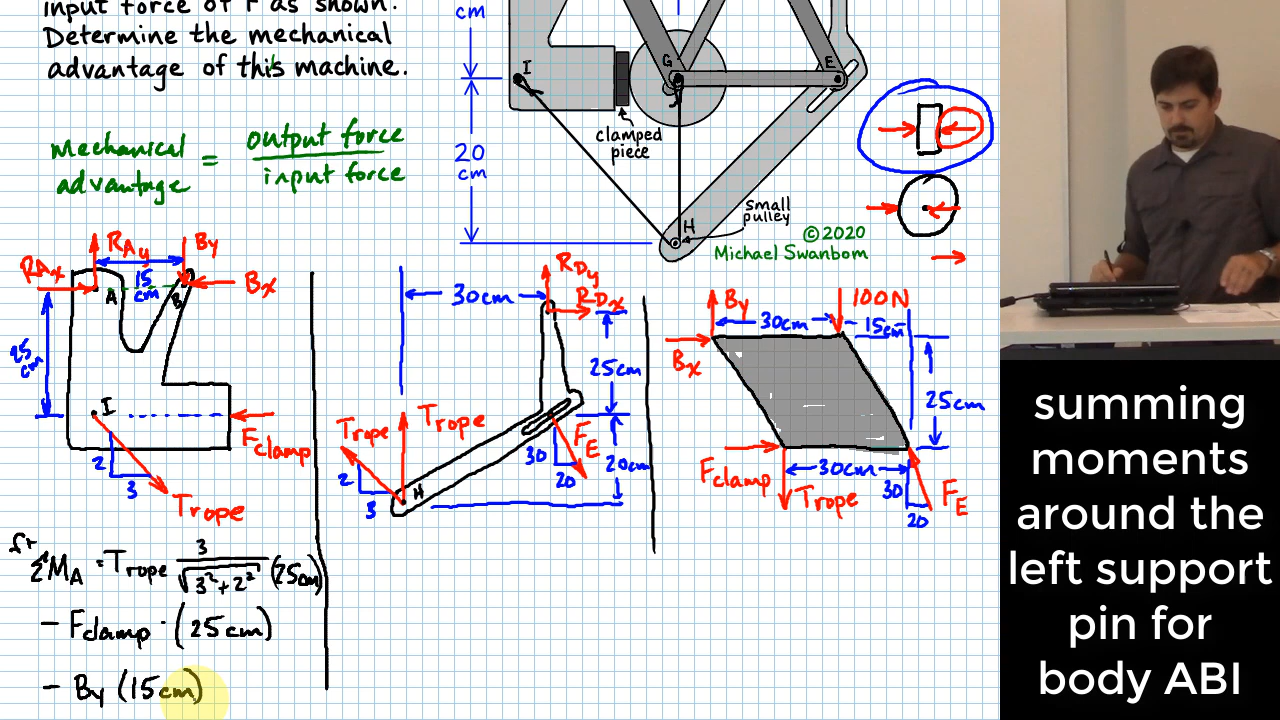 input force of F as shown.
Determine the mechanical
advantage of this machine.
mechanical advantage = output force / input force
cm
20 cm
I
G
E
H
clamped piece
small pulley
© 2020
Michael Swanbom
RAx
RAy
By
Bx
15 cm
A
B
25 cm
I
Fclamp
2
3
Trope
RDy
RDx
30cm
25cm
Trope
Trope
FE
2
3
H
30
20
20cm
By
Bx
100N
30cm
15cm
25cm
Fclamp
Trope
30cm
30
20
FE
ΣMA = Trope 3/√3²+2² (25cm)
- Fclamp · (25cm)
- By (15cm)
summing
moments
around the
left support
pin for
body ABI